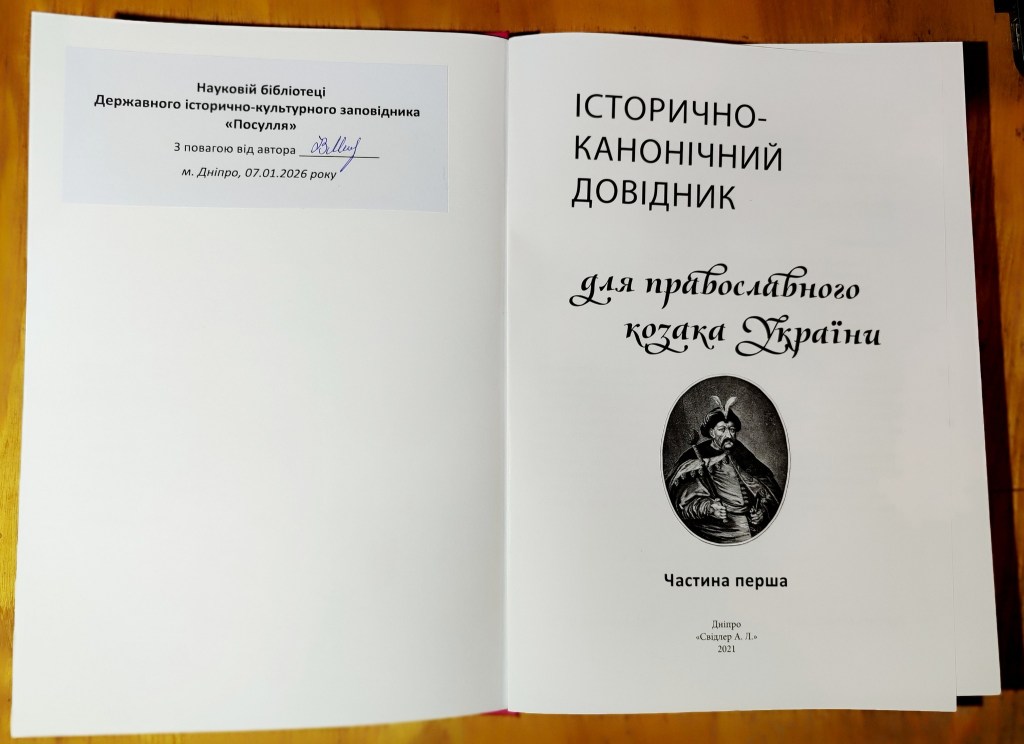 Науковій бібліотеці
Державного історично-культурного заповідника
«Посулля»
З повагою від автора
м. Дніпро, 07.01.2026 року
ІСТОРИЧНО-
КАНОНІЧНИЙ
ДОВІДНИК
для православного
козака України
Частина перша
Дніпро
«Свідлер А. Л.»
2021